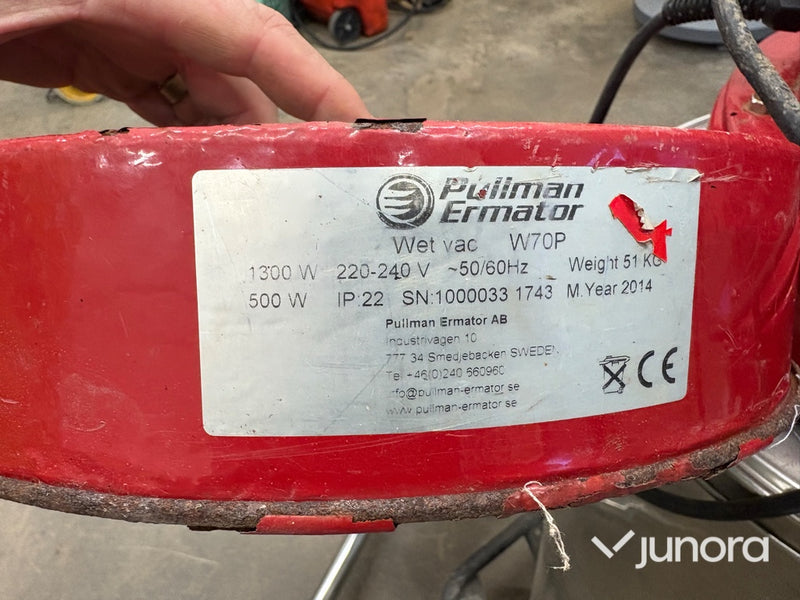 Pullman
Ermator
Wet vac W70P
1300 W 220-240 V ~50/60Hz Weight 51 KG
500 W IP:22 SN:1000033 1743 M.Year 2014
Pullman Ermator AB
Industrivägen 10
777 34 Smedjebacken SWEDEN
Tel +46(0)240 660960
info@pullman-ermator.se
www.pullman-ermator.se
CE
junora